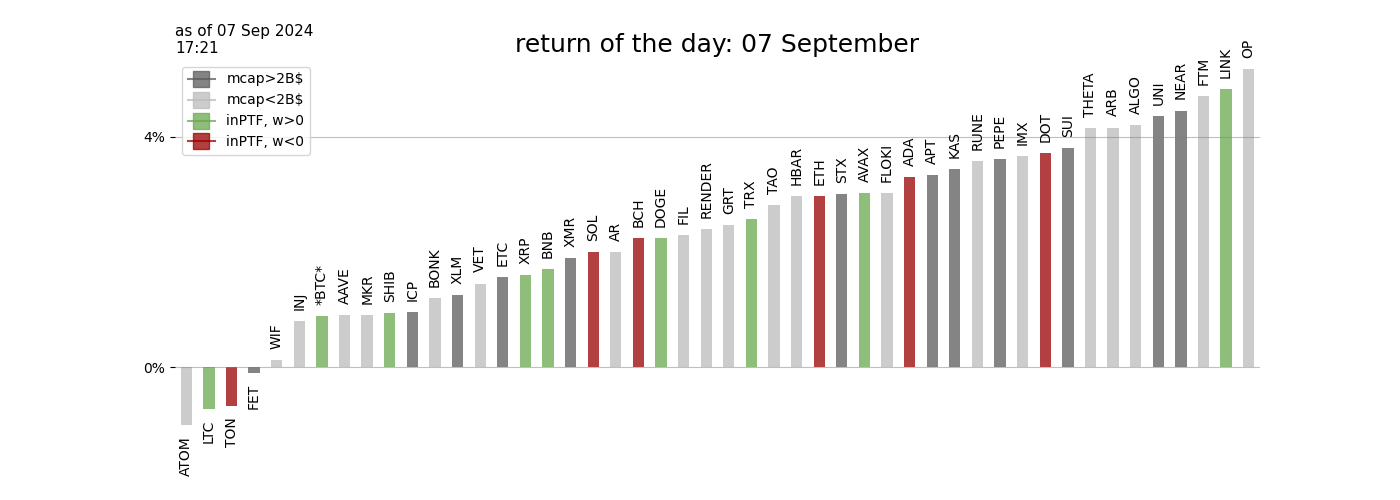 as of 07 Sep 2024
17:21
return of the day: 07 September
mcap>2B$
mcap<2B$
inPTF, w>0
inPTF, w<0
4%
0%
ATOM
LTC
TON
FET
WIF
INJ
*BTC*
AAVE
MKR
SHIB
ICP
BONK
XLM
VET
ETC
XRP
BNB
XMR
SOL
AR
BCH
DOGE
FIL
RENDER
GRT
TRX
TAO
HBAR
ETH
STX
AVAX
FLOKI
ADA
APT
KAS
RUNE
PEPE
IMX
DOT
SUI
THETA
ARB
ALGO
UNI
NEAR
FTM
LINK
OP